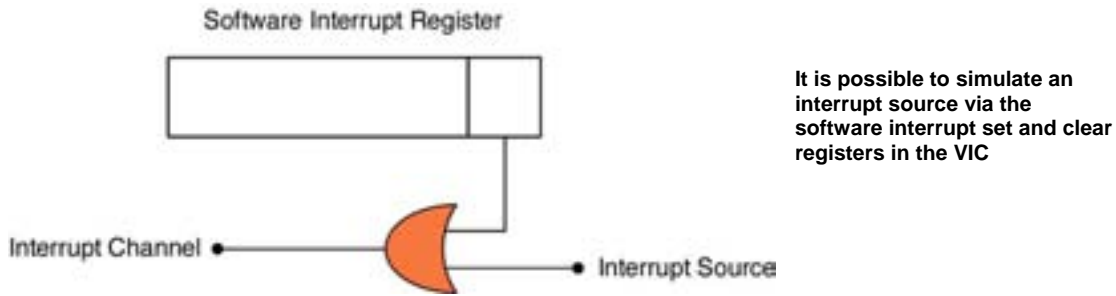 Software Interrupt Register
It is possible to simulate an
interrupt source via the
software interrupt set and clear
registers in the VIC
Interrupt Channel
Interrupt Source